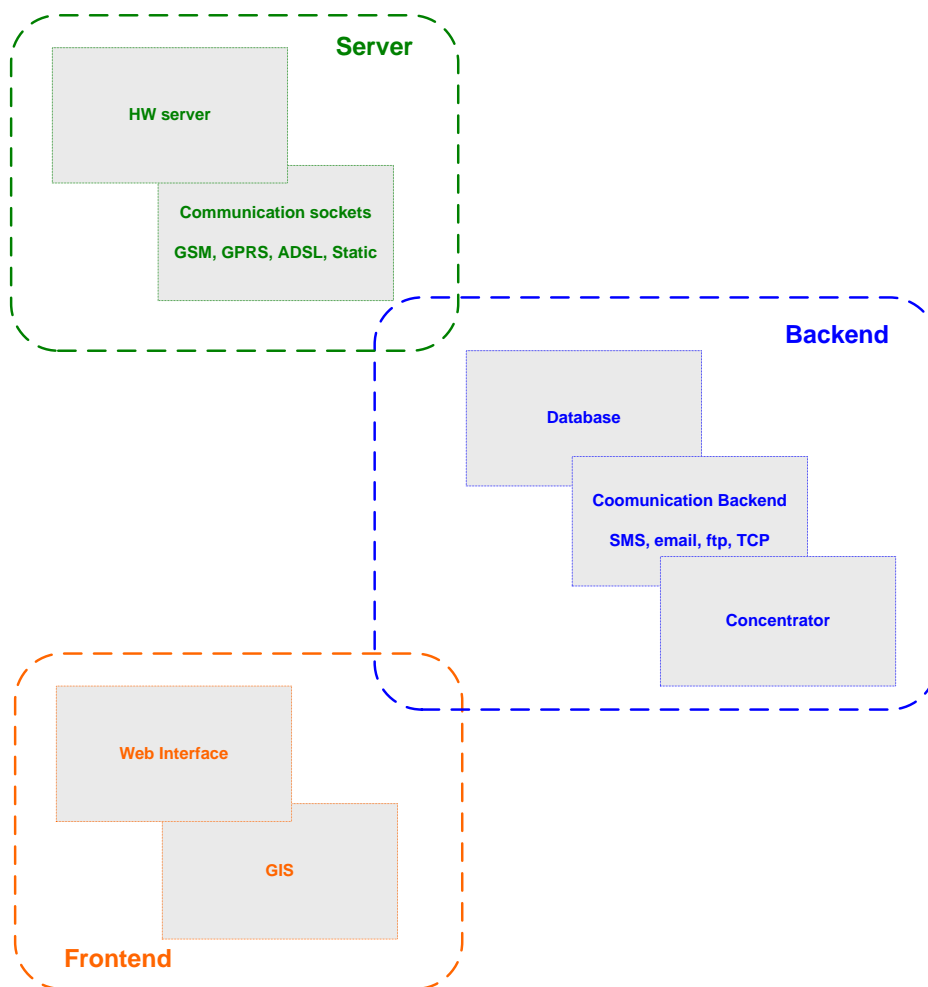 Server
HW server
Communication sockets
GSM, GPRS, ADSL, Static
Backend
Database
Coomunication Backend
SMS, email, ftp, TCP
Concentrator
Web Interface
GIS
Frontend